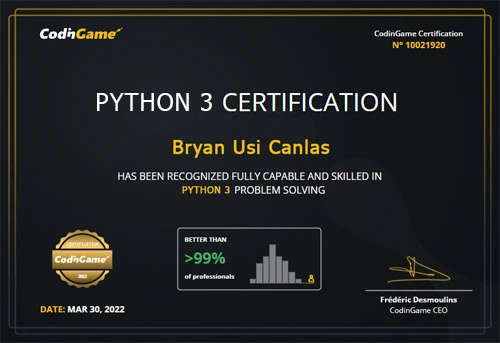 CodinGame
CodinGame Certification
N° 10021920
PYTHON 3 CERTIFICATION
Bryan Usi Canlas
HAS BEEN RECOGNIZED FULLY CAPABLE AND SKILLED IN
PYTHON 3 PROBLEM SOLVING
CERTIFICATION
CodinGame
2022
BETTER THAN
>99%
of professionals
DATE: MAR 30, 2022
Frédéric Desmoulins
CodinGame CEO